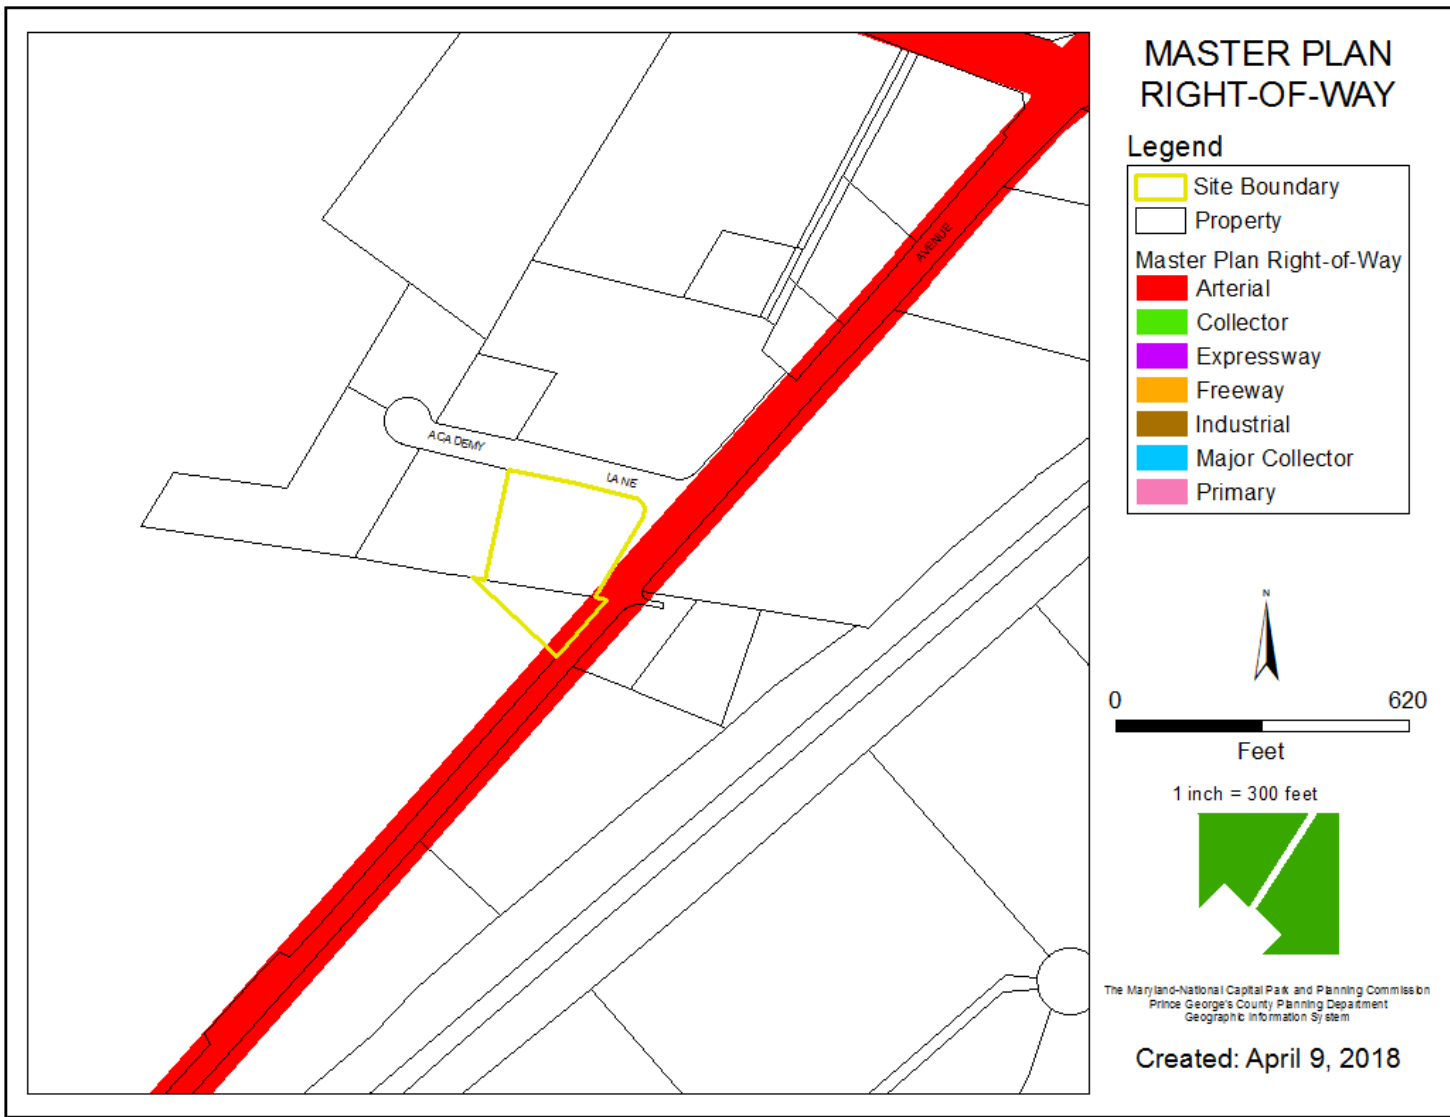 MASTER PLAN
RIGHT-OF-WAY
Legend
Site Boundary
Property
Master Plan Right-of-Way
Arterial
Collector
Expressway
Freeway
Industrial
Major Collector
Primary
AVENUE
ACADEMY
LANE
N
0 620
Feet
1 inch = 300 feet
The Maryland-National Capital Park and Planning Commission
Prince George's County Planning Department
Geographic Information System
Created: April 9, 2018